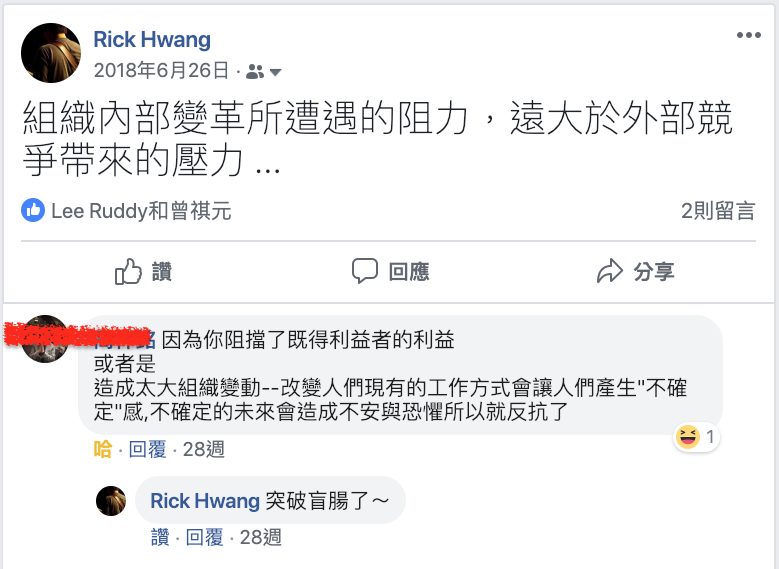 Rick Hwang
2018年6月26日 ·
組織內部變革所遭遇的阻力，遠大於外部競
爭帶來的壓力 ...
Lee Ruddy和曾祺元
2則留言
讚
回應
分享
因為你阻擋了既得利益者的利益
或者是
造成太大組織變動--改變人們現有的工作方式會讓人們產生"不確
定"感,不確定的未來會造成不安與恐懼所以就反抗了
1
哈 · 回覆 · 28週
Rick Hwang 突破盲腸了～
讚 · 回覆 · 28週